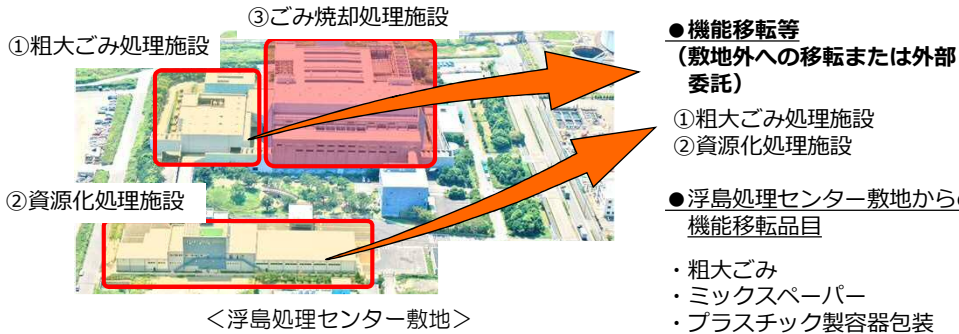 ③ごみ焼却処理施設
①粗大ごみ処理施設
②資源化処理施設
＜浮島処理センター敷地＞
●機能移転等
（敷地外への移転または外部
委託）
①粗大ごみ処理施設
②資源化処理施設
●浮島処理センター敷地から
機能移転品目
・粗大ごみ
・ミックスペーパー
・プラスチック製容器包装